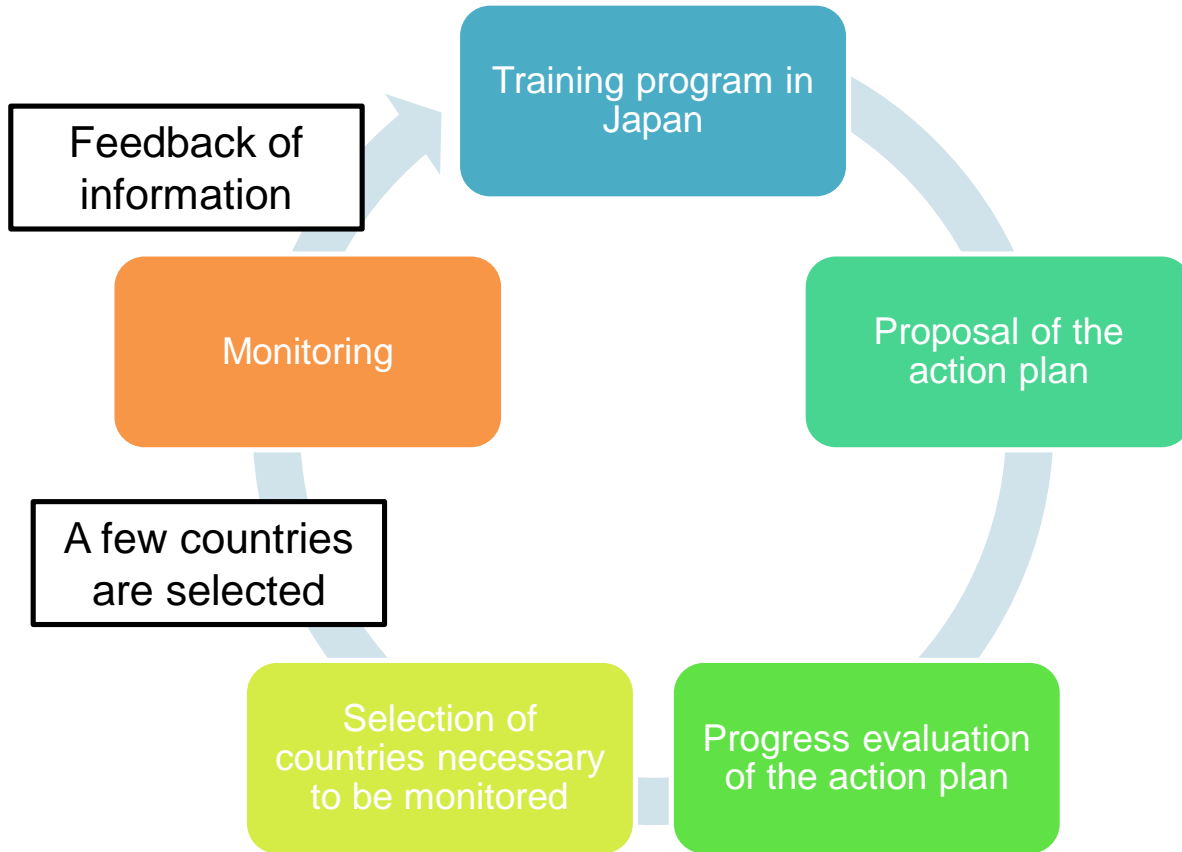 Training program in
Japan
Feedback of
information
Monitoring
Proposal of the
action plan
A few countries
are selected
Selection of
countries necessary
to be monitored
Progress evaluation
of the action plan